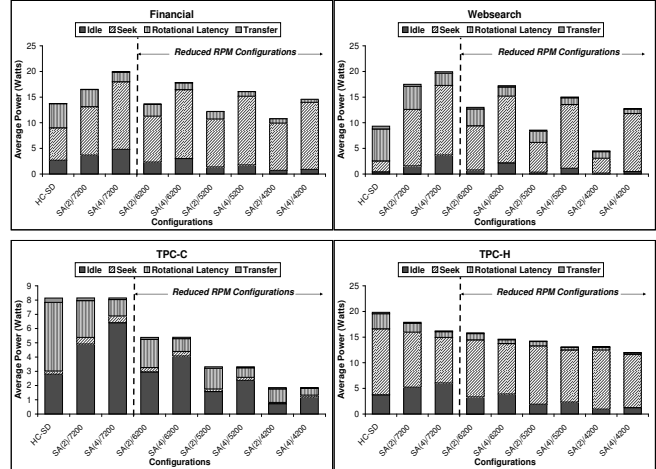 Financial
Idle Seek Rotational Latency Transfer
Reduced RPM Configurations
Average Power (Watts)
25
20
15
10
5
0
HC-SD SA(2)/7200 SA(4)/7200 SA(2)/6200 SA(4)/6200 SA(2)/5200 SA(4)/5200 SA(2)/4200 SA(4)/4200
Configurations
Websearch
Idle Seek Rotational Latency Transfer
Reduced RPM Configurations
Average Power (Watts)
25
20
15
10
5
0
HC-SD SA(2)/7200 SA(4)/7200 SA(2)/6200 SA(4)/6200 SA(2)/5200 SA(4)/5200 SA(2)/4200 SA(4)/4200
Configurations
TPC-C
Idle Seek Rotational Latency Transfer
Reduced RPM Configurations
Average Power (Watts)
9
8
7
6
5
4
3
2
1
0
HC-SD SA(2)/7200 SA(4)/7200 SA(2)/6200 SA(4)/6200 SA(2)/5200 SA(4)/5200 SA(2)/4200 SA(4)/4200
Configurations
TPC-H
Idle Seek Rotational Latency Transfer
Reduced RPM Configurations
Average Power (Watts)
25
20
15
10
5
0
HC-SD SA(2)/7200 SA(4)/7200 SA(2)/6200 SA(4)/6200 SA(2)/5200 SA(4)/5200 SA(2)/4200 SA(4)/4200
Configurations